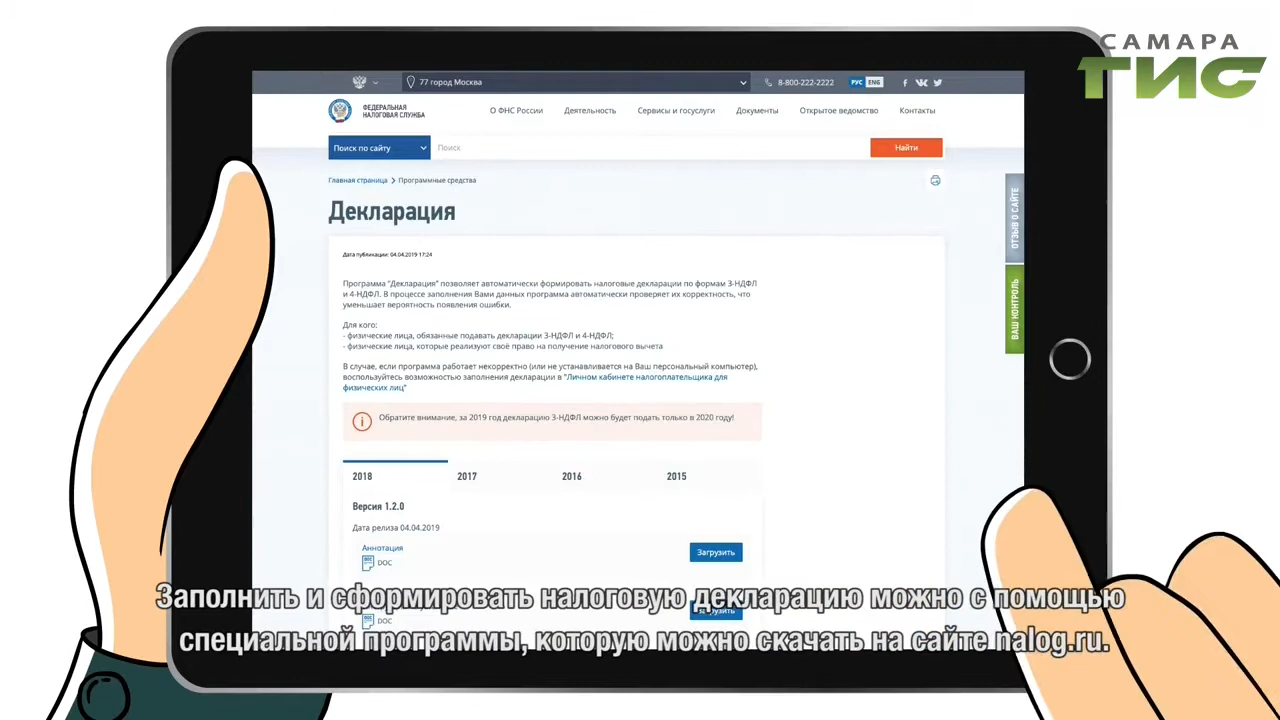 САМАРА
ТИС
77 город Москва
8-800-222-2222
РУС ENG
ФЕДЕРАЛЬНАЯ
НАЛОГОВАЯ СЛУЖБА
О ФНС России
Деятельность
Сервисы и госуслуги
Документы
Открытое ведомство
Контакты
Поиск по сайту
Поиск
Найти
Главная страница > Программные средства
Декларация
ОТЗЫВ О САЙТЕ
ВАШ КОНТРОЛЬ
Дата публикации: 04.04.2019 17:24
Программа "Декларация" позволяет автоматически формировать налоговые декларации по формам 3-НДФЛ
и 4-НДФЛ. В процессе заполнения Вами данных программа автоматически проверяет их корректность, что
уменьшает вероятность появления ошибки.
Для кого:
- физические лица, обязанные подавать декларации 3-НДФЛ и 4-НДФЛ;
- физические лица, которые реализуют своё право на получение налогового вычета
В случае, если программа работает некорректно (или не устанавливается на Ваш персональный компьютер),
воспользуйтесь возможностью заполнения декларации в "Личном кабинете налогоплательщика для
физических лиц"
Обратите внимание, за 2019 год декларацию 3-НДФЛ можно будет подать только в 2020 году!
2018
2017
2016
2015
Версия 1.2.0
Дата релиза 04.04.2019
Аннотация
DOC
Загрузить
DOC
Заполнить и сформировать налоговую декларацию можно с помощью
специальной программы, которую можно скачать на сайте nalog.ru.